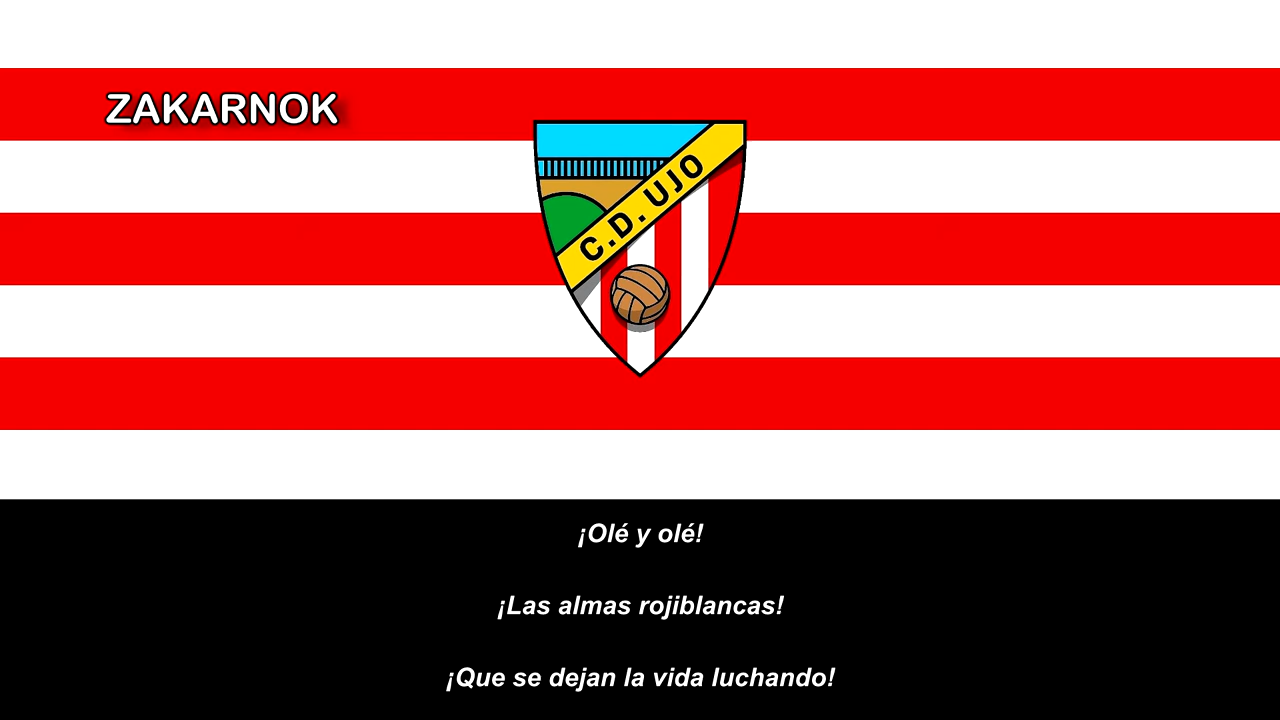 ZAKARNOK
C.D. UJO
¡Olé y olé!
¡Las almas rojiblancas!
¡Que se dejan la vida luchando!